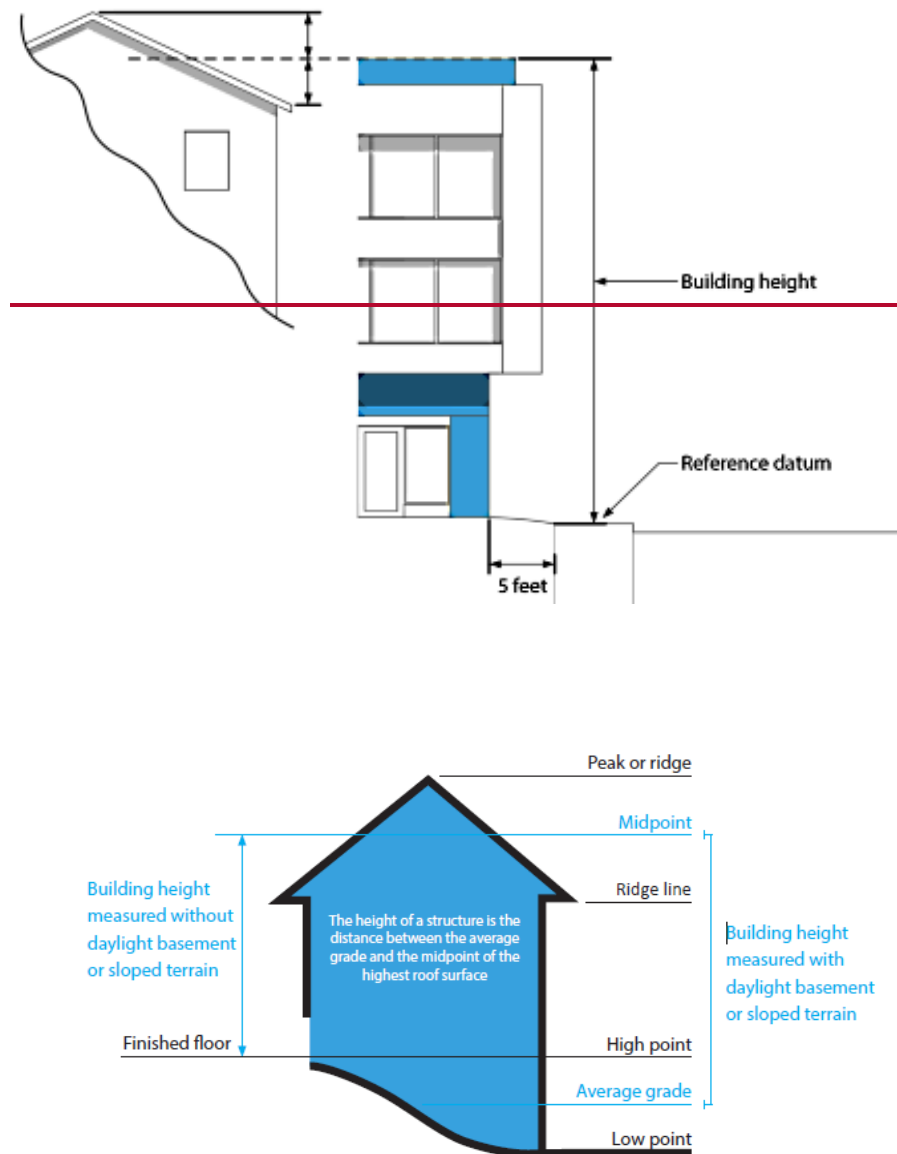 Building height
Reference datum
5 feet
Peak or ridge
Midpoint
Ridge line
Building height
measured without
daylight basement
or sloped terrain
The height of a structure is the
distance between the average
grade and the midpoint of the
highest roof surface
Building height
measured with
daylight basement
or sloped terrain
Finished floor
High point
Average grade
Low point